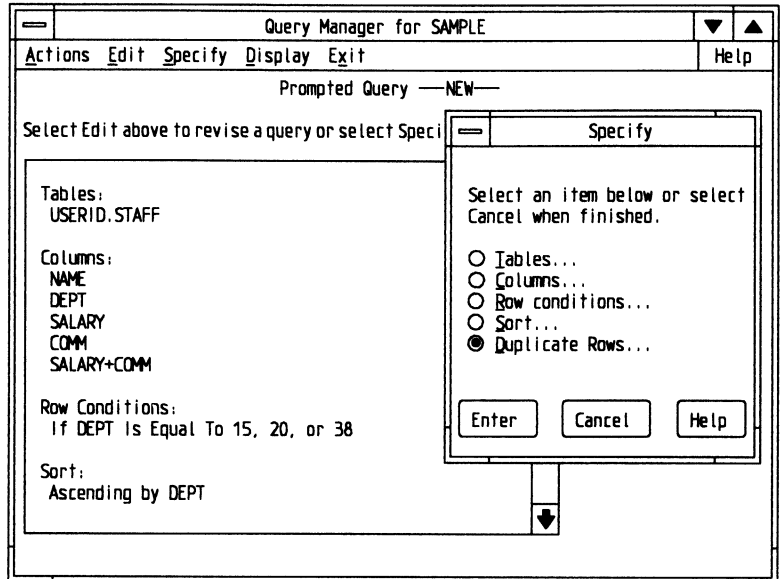 Query Manager for SAMPLE
Actions Edit Specify Display Exit Help
Prompted Query —NEW—
Select Edit above to revise a query or select Speci
Tables:
USERID.STAFF
Columns:
NAME
DEPT
SALARY
COMM
SALARY+COMM
Row Conditions:
If DEPT Is Equal To 15, 20, or 38
Sort:
Ascending by DEPT
Specify
Select an item below or select
Cancel when finished.
Tables...
Columns...
Row conditions...
Sort...
Duplicate Rows...
Enter Cancel Help